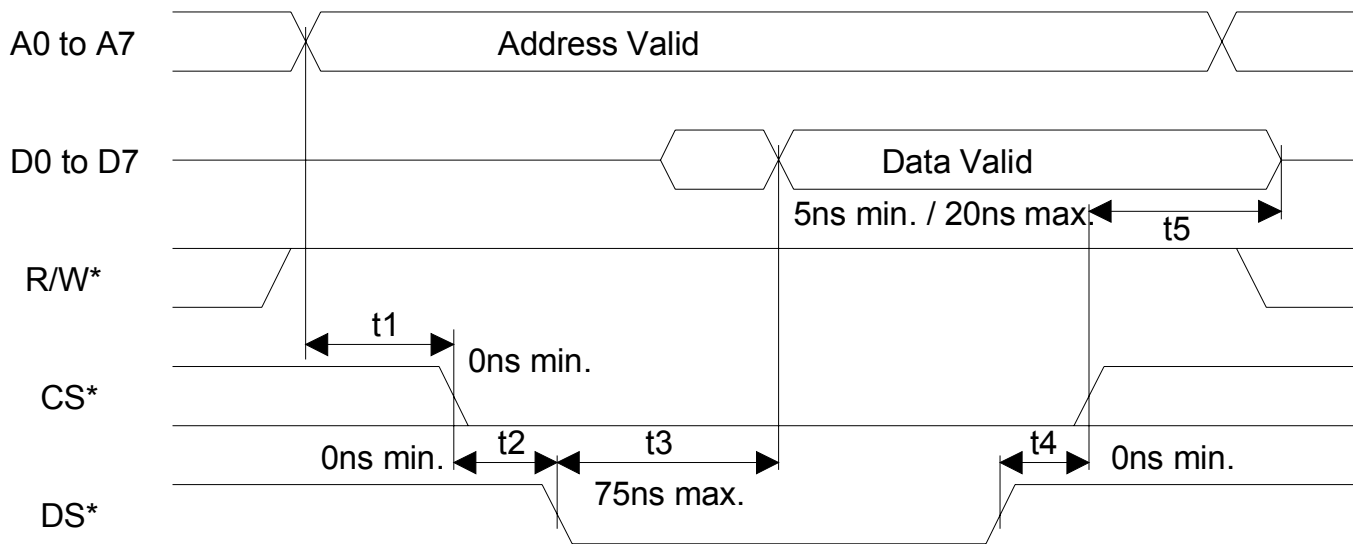 A0 to A7
Address Valid
D0 to D7
Data Valid
5ns min. / 20ns max.
t5
R/W*
t1
0ns min.
CS*
0ns min.
t2
t3
t4
0ns min.
75ns max.
DS*